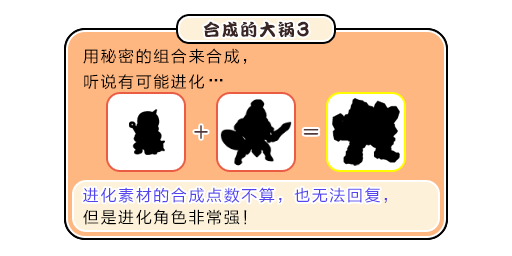 合成的大锅3
用秘密的组合来合成，
听说有可能进化…
+ =
进化素材的合成点数不算，也无法回复，
但是进化角色非常强！